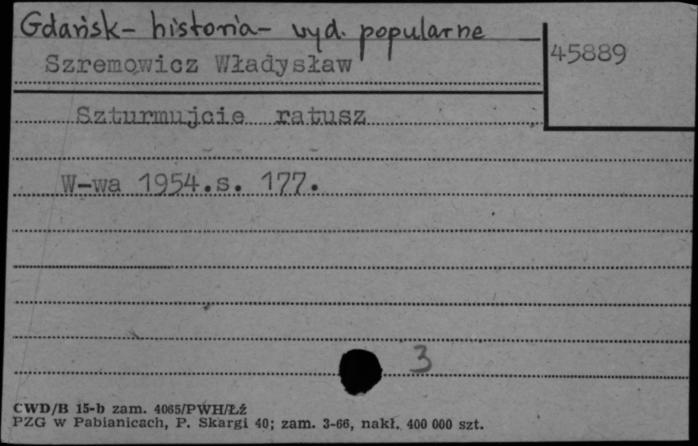 Gdańsk - historia - wyd. popularne
45889
Szremowicz Władysław
Szturmujcie ratusz
W-wa 1954.s. 177.
3
CWD/B 15-b zam. 4065/PWH/Łź
PZG w Pabianicach, P. Skargi 40; zam. 3-66, nakł. 400 000 szt.